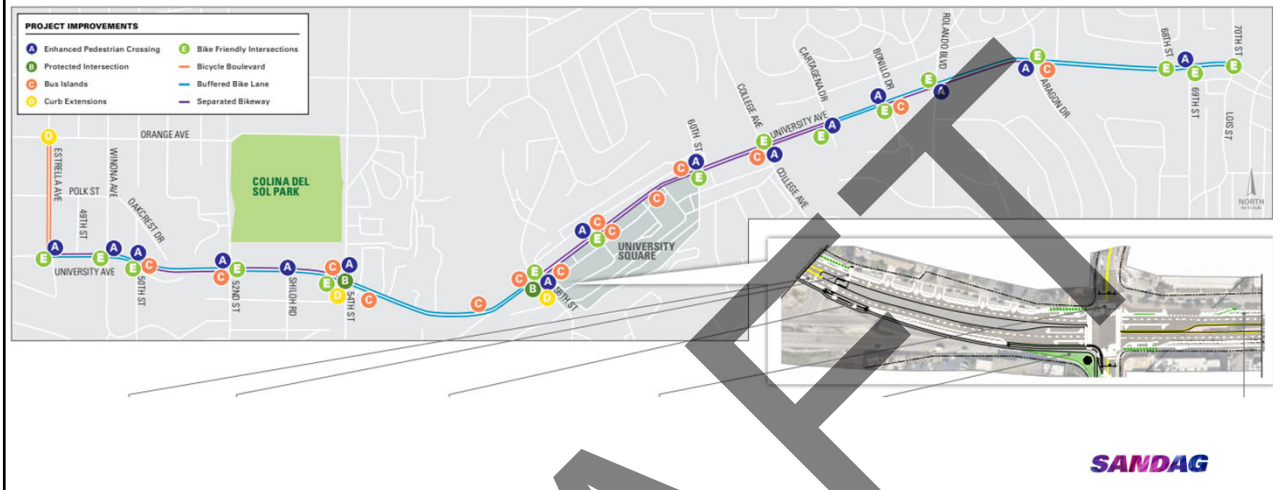 PROJECT IMPROVEMENTS
A Enhanced Pedestrian Crossing
B Protected Intersection
C Bus Islands
D Curb Extensions
E Bike Friendly Intersections
Bicycle Boulevard
Buffered Bike Lane
Separated Bikeway
D
ORANGE AVE
ESTRELLA AVE
WINONA AVE
POLK ST
49TH ST
OAKCREST DR
COLINA DEL
SOL PARK
E
A
E
A
E
A
C
UNIVERSITY AVE
50TH ST
C
A
E
52ND ST
A
SHILOH RD
C
A
E
B
D
54TH ST
C
C
C
E
B
A
C
D
58TH ST
A
C
C
E
UNIVERSITY
SQUARE
C
C
A
E
60TH ST
COLLEGE AVE
E
C
A
COLLEGE AVE
UNIVERSITY AVE
CARTAGENA DR
E
A
BONILLO DR
A
E
C
ROLANDO BLVD
E
A
E
A
C
ARAGON DR
68TH ST
E
A
E
69TH ST
70TH ST
E
LOIS ST
NORTH
DRAFT
SANDAG